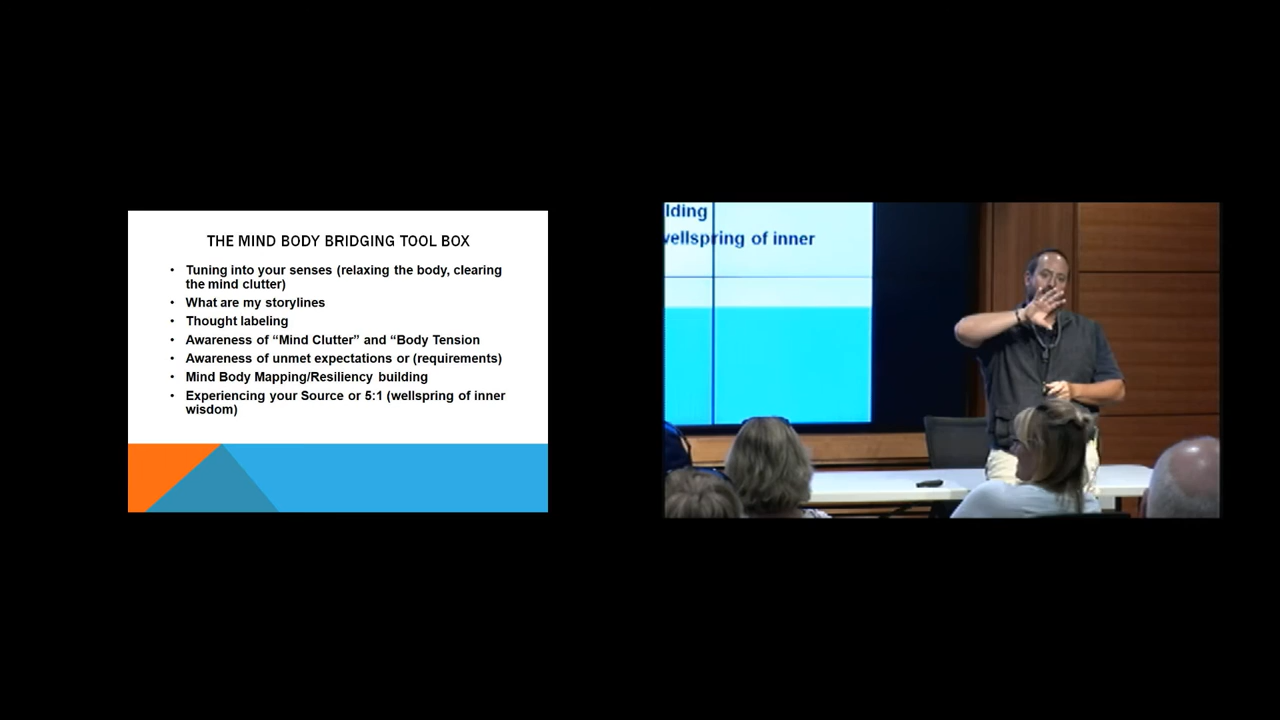 THE MIND BODY BRIDGING TOOL BOX
• Tuning into your senses (relaxing the body, clearing
the mind clutter)
• What are my storylines
• Thought labeling
• Awareness of “Mind Clutter” and “Body Tension
• Awareness of unmet expectations or (requirements)
• Mind Body Mapping/Resiliency building
• Experiencing your Source or 5:1 (wellspring of inner
wisdom)
lding
wellspring of inner